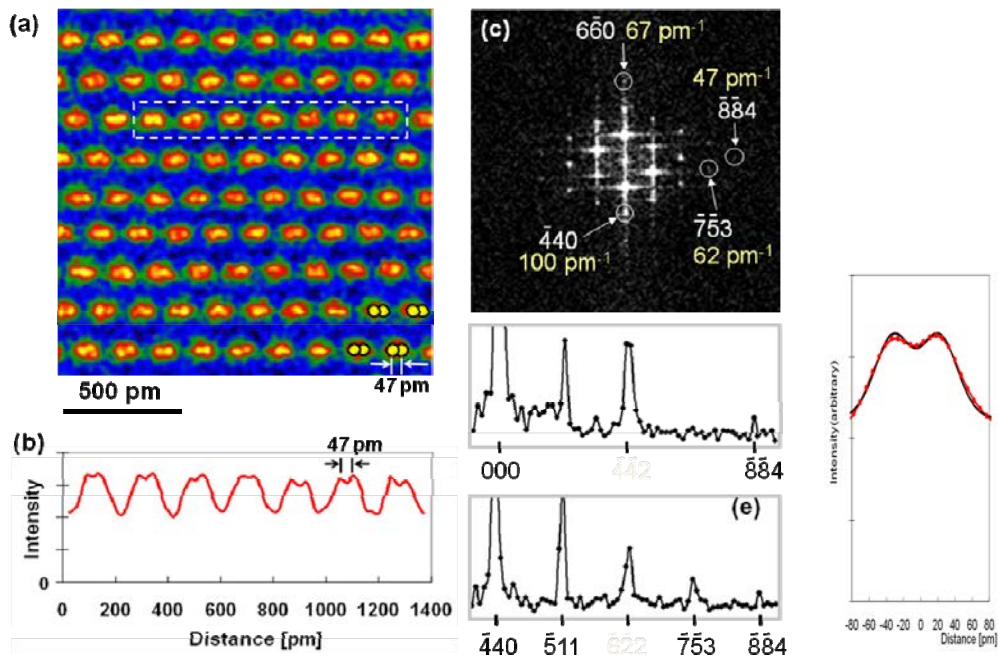 (a)
47 pm
500 pm
(b)
47 pm
Intensity
0
0 200 400 600 800 1000 1200 1400
Distance [pm]
(c)
66̄0 67 pm⁻¹
47 pm⁻¹
8̄8̄4
4̄40
100 pm⁻¹
7̄5̄3
62 pm⁻¹
000 4̄4̄2 8̄8̄4
(e)
4̄40 5̄11 6̄2̄2 7̄5̄3 8̄8̄4
Intensity(arbitrary)
-80 -60 -40 -20 0 20 40 60 80
Distance [pm]